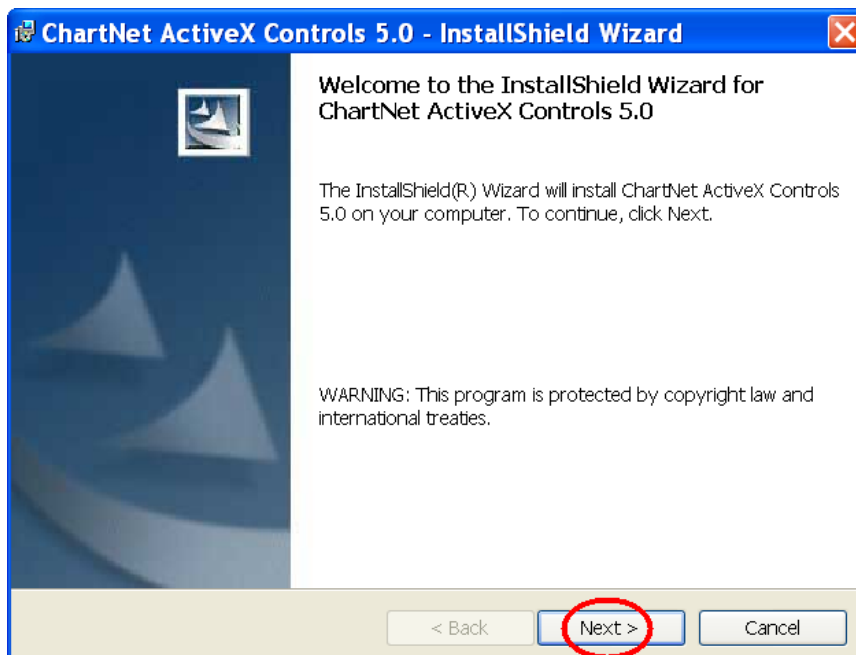 ChartNet ActiveX Controls 5.0 - InstallShield Wizard
Welcome to the InstallShield Wizard for
ChartNet ActiveX Controls 5.0
The InstallShield(R) Wizard will install ChartNet ActiveX Controls
5.0 on your computer. To continue, click Next.
WARNING: This program is protected by copyright law and
international treaties.
< Back
Next >
Cancel